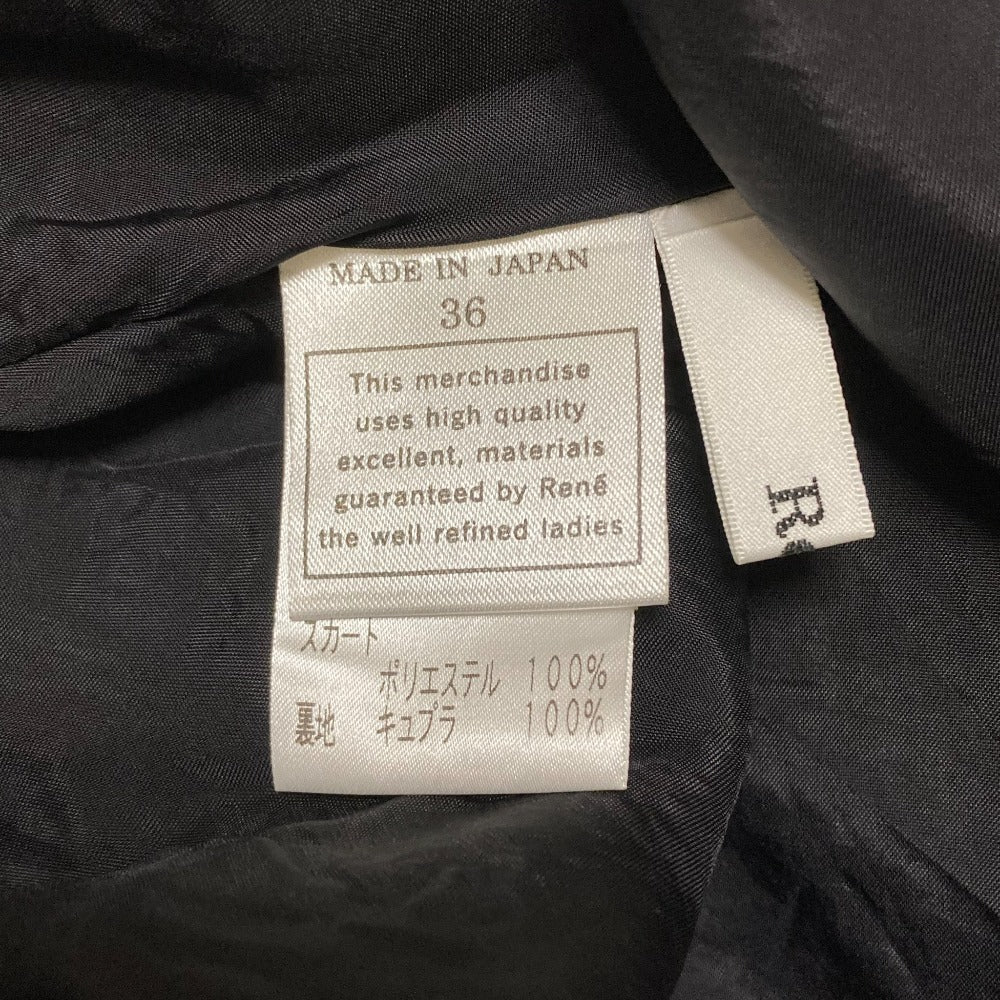 MADE IN JAPAN
36
This merchandise
uses high quality
excellent, materials
guaranteed by René
the well refined ladies
スカート
ポリエステル 100%
裏地 キュプラ 100%
R